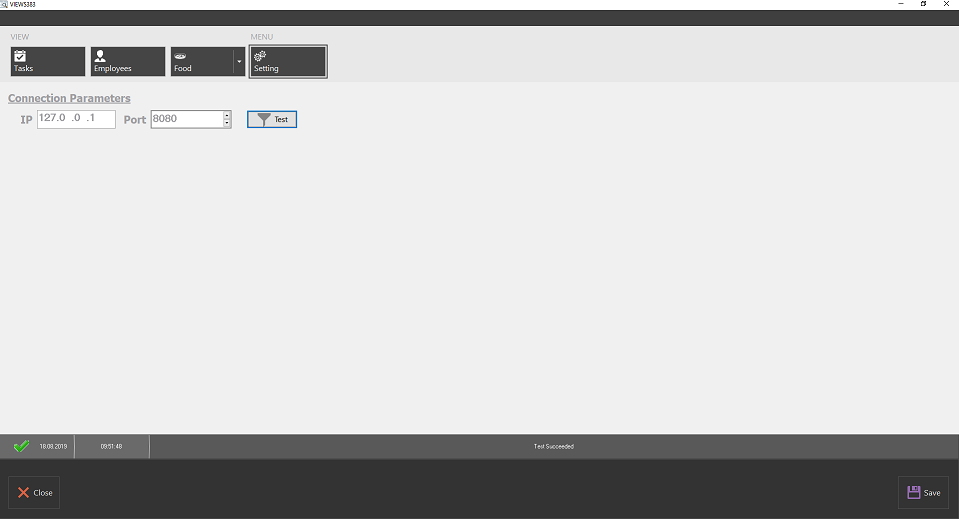 VIEWS383
VIEW
MENU
Tasks
Employees
Food
Setting
Connection Parameters
IP 127.0 .0 .1 Port 8080 Test
18.08.2019 09:51:48 Test Succeeded
Close
Save